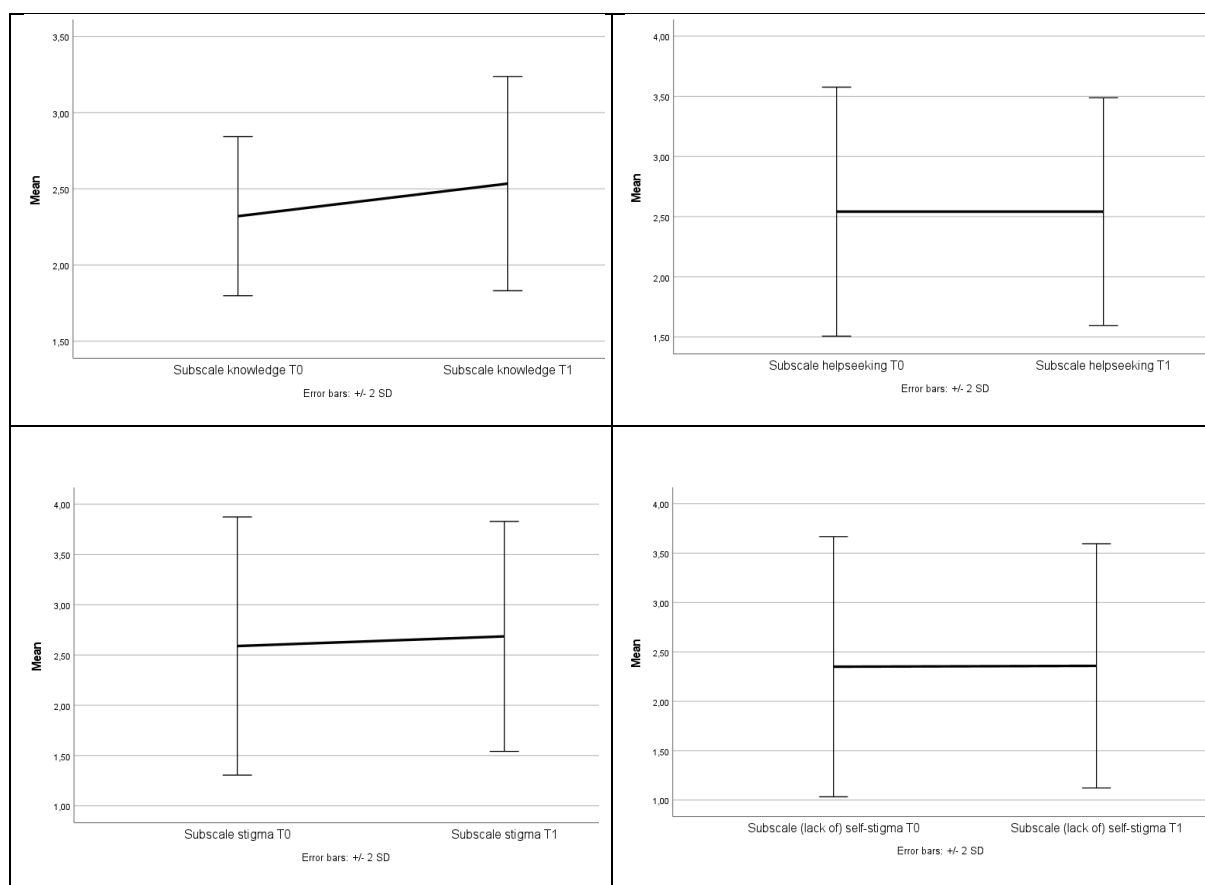 3,50
3,00
2,50
2,00
1,50
Mean
Subscale knowledge T0
Subscale knowledge T1
Error bars: +/- 2 SD
4,00
3,50
3,00
2,50
2,00
1,50
Mean
Subscale helpseeking T0
Subscale helpseeking T1
Error bars: +/- 2 SD
4,00
3,50
3,00
2,50
2,00
1,50
1,00
Mean
Subscale stigma T0
Subscale stigma T1
Error bars: +/- 2 SD
4,00
3,50
3,00
2,50
2,00
1,50
1,00
Mean
Subscale (lack of) self-stigma T0
Subscale (lack of) self-stigma T1
Error bars: +/- 2 SD